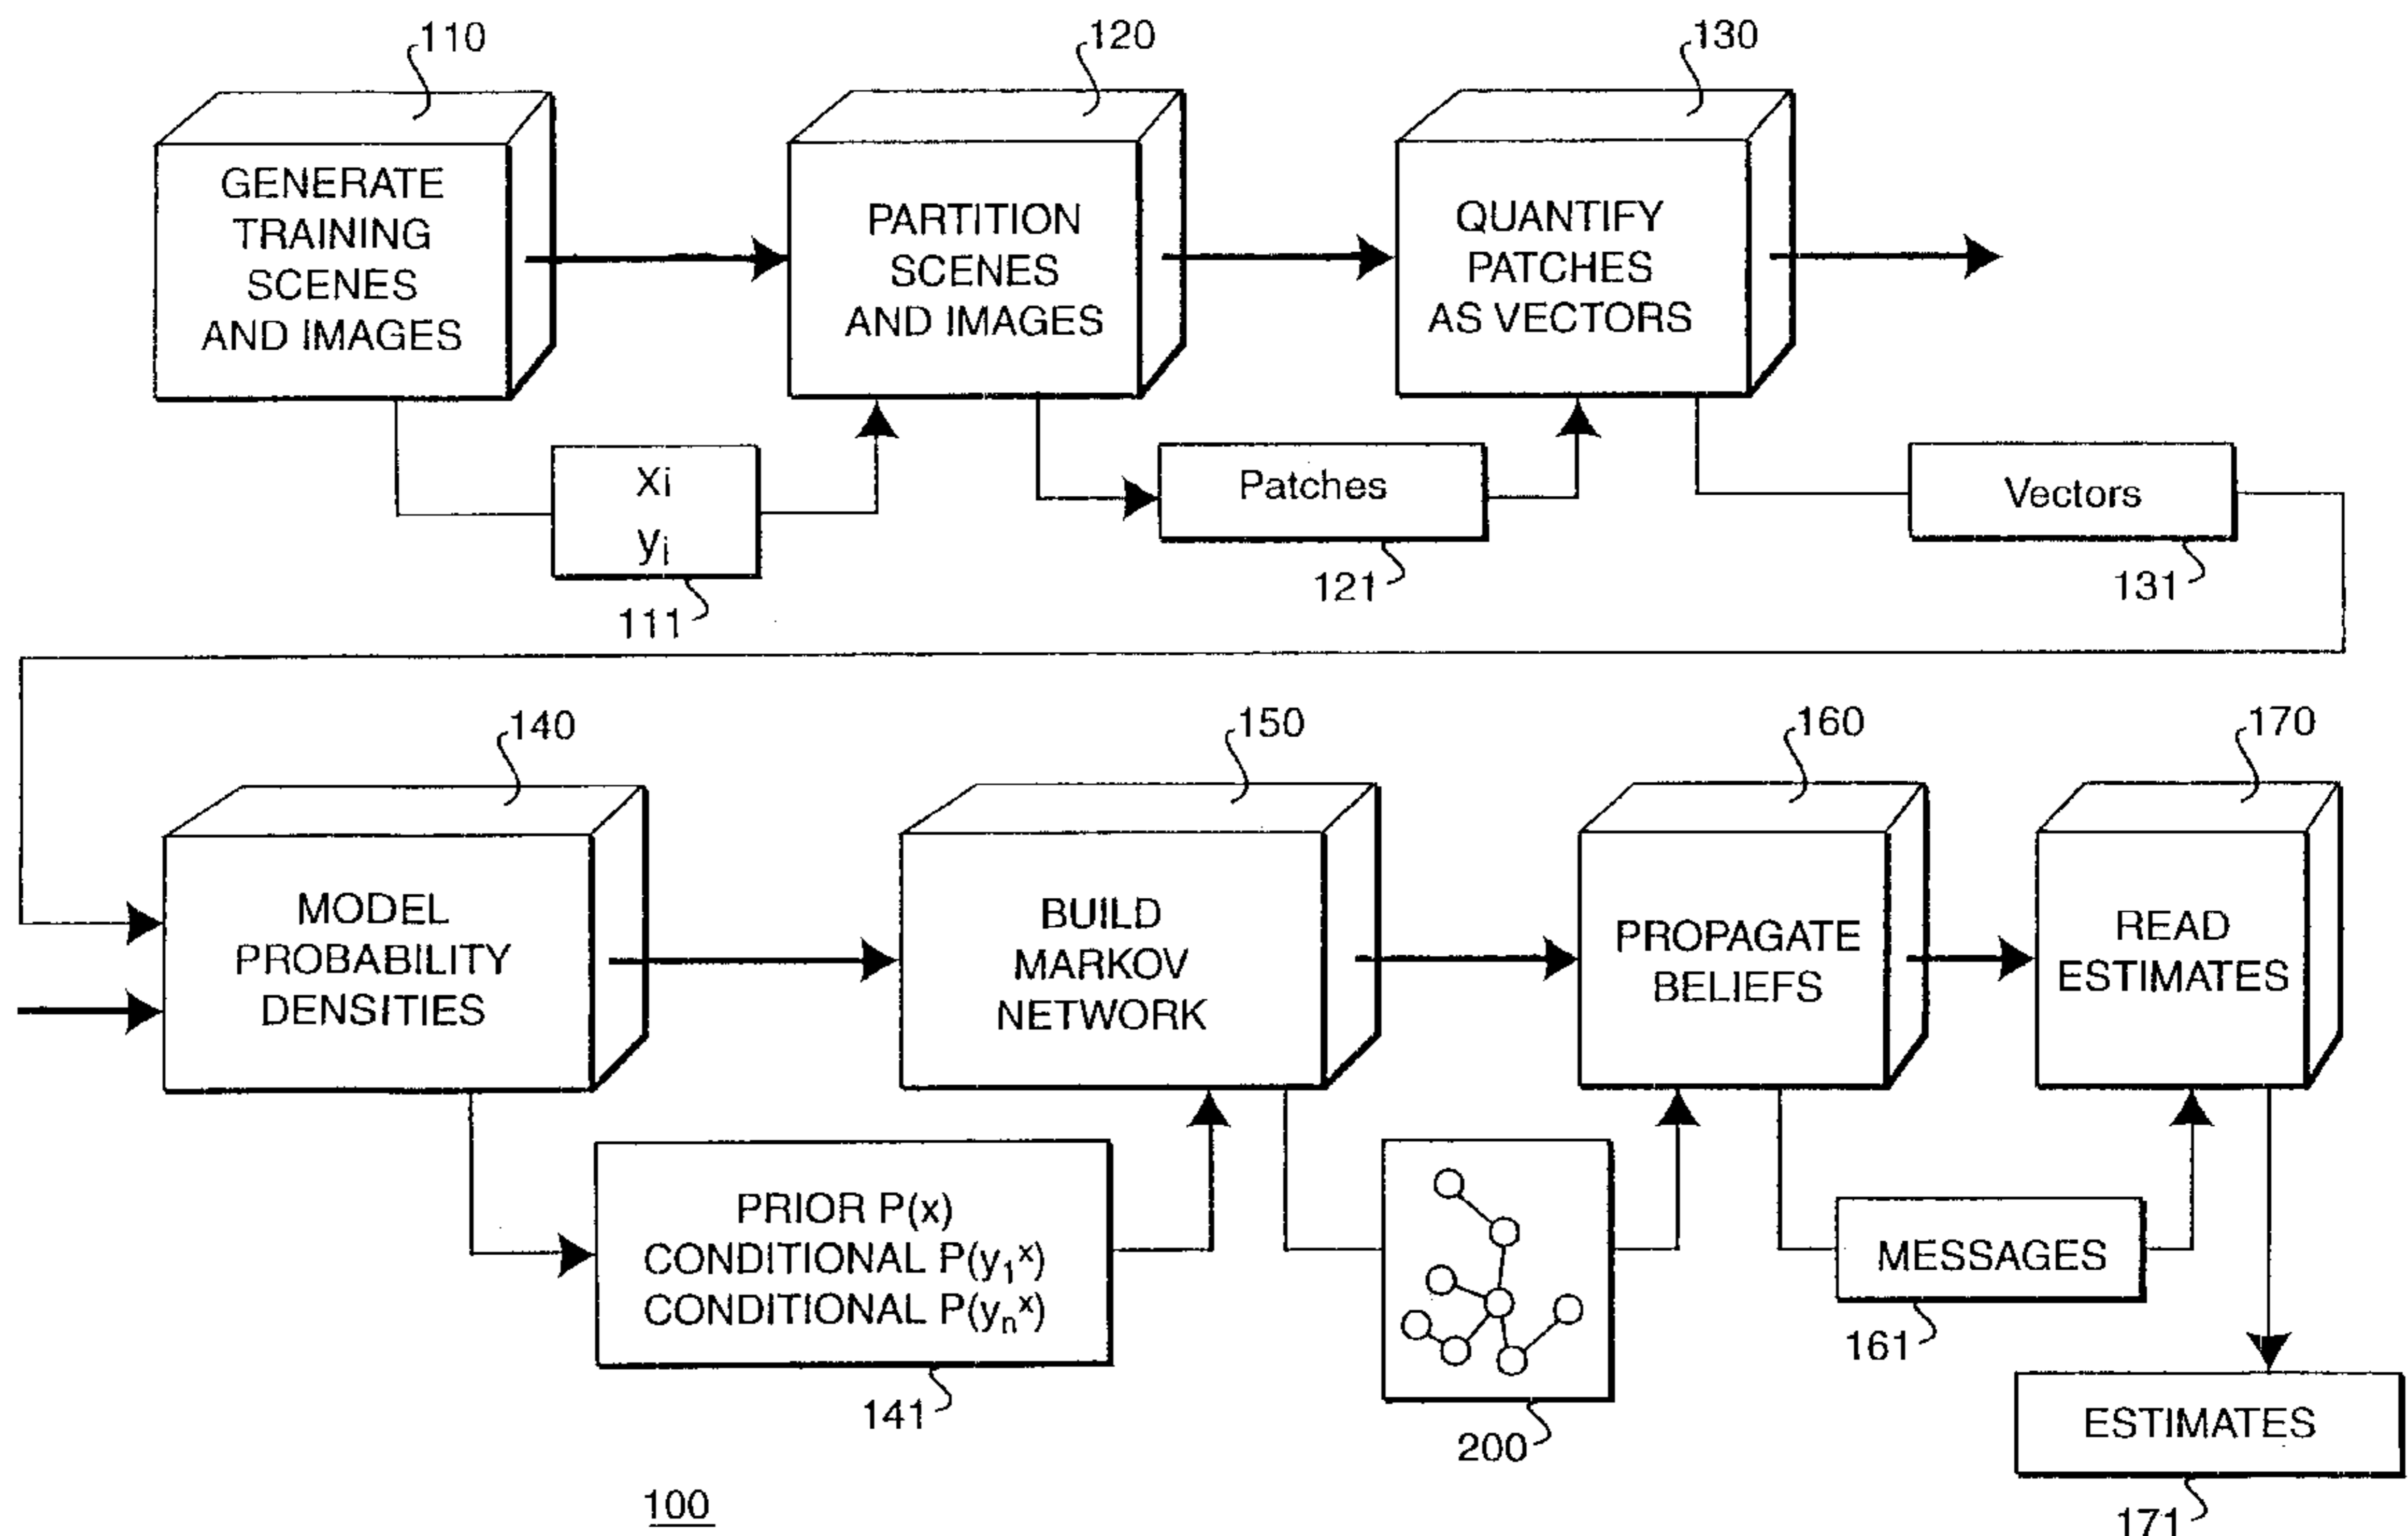 110
120
130
GENERATE
TRAINING
SCENES
AND IMAGES
PARTITION
SCENES
AND IMAGES
QUANTIFY
PATCHES
AS VECTORS
Xi
yi
111
Patches
121
Vectors
131
140
150
160
170
MODEL
PROBABILITY
DENSITIES
BUILD
MARKOV
NETWORK
PROPAGATE
BELIEFS
READ
ESTIMATES
PRIOR P(x)
CONDITIONAL P(y₁ˣ)
CONDITIONAL P(yₙˣ)
141
200
MESSAGES
161
ESTIMATES
171
100